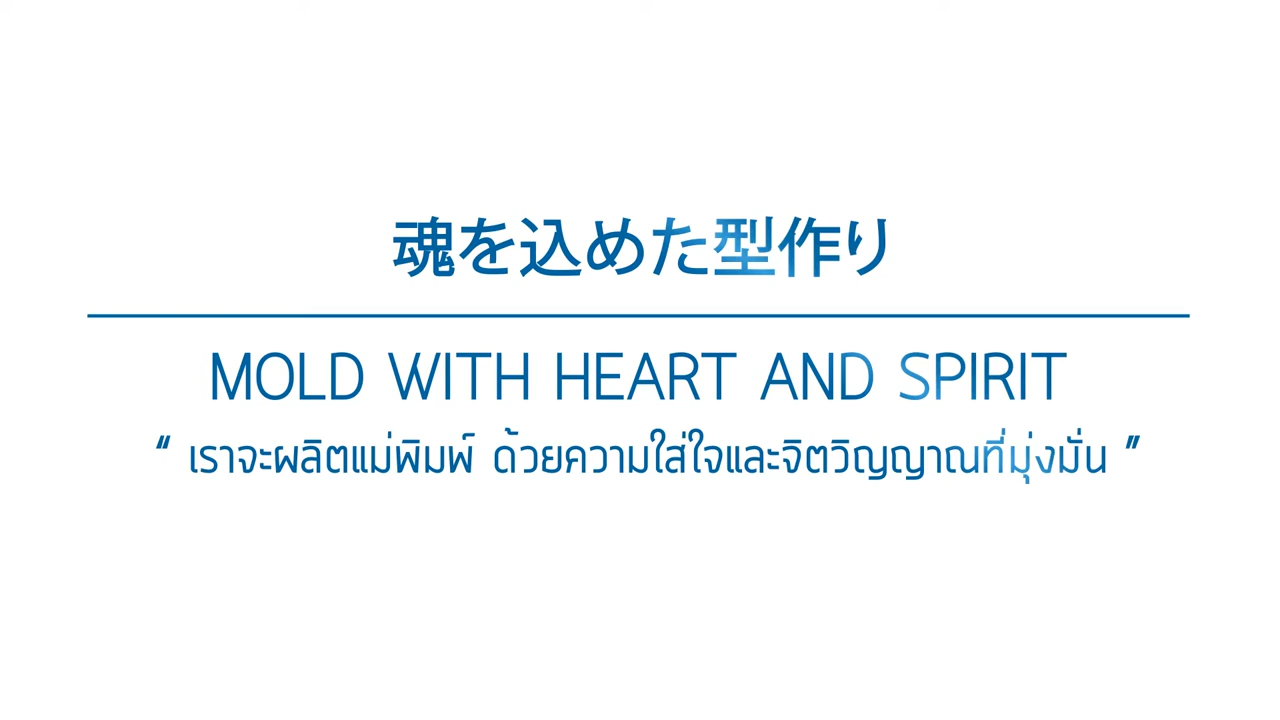 魂を込めた型作り
MOLD WITH HEART AND SPIRIT
“ เราจะผลิตแม่พิมพ์ ด้วยความใส่ใจและจิตวิญญาณที่มุ่งมั่น ”